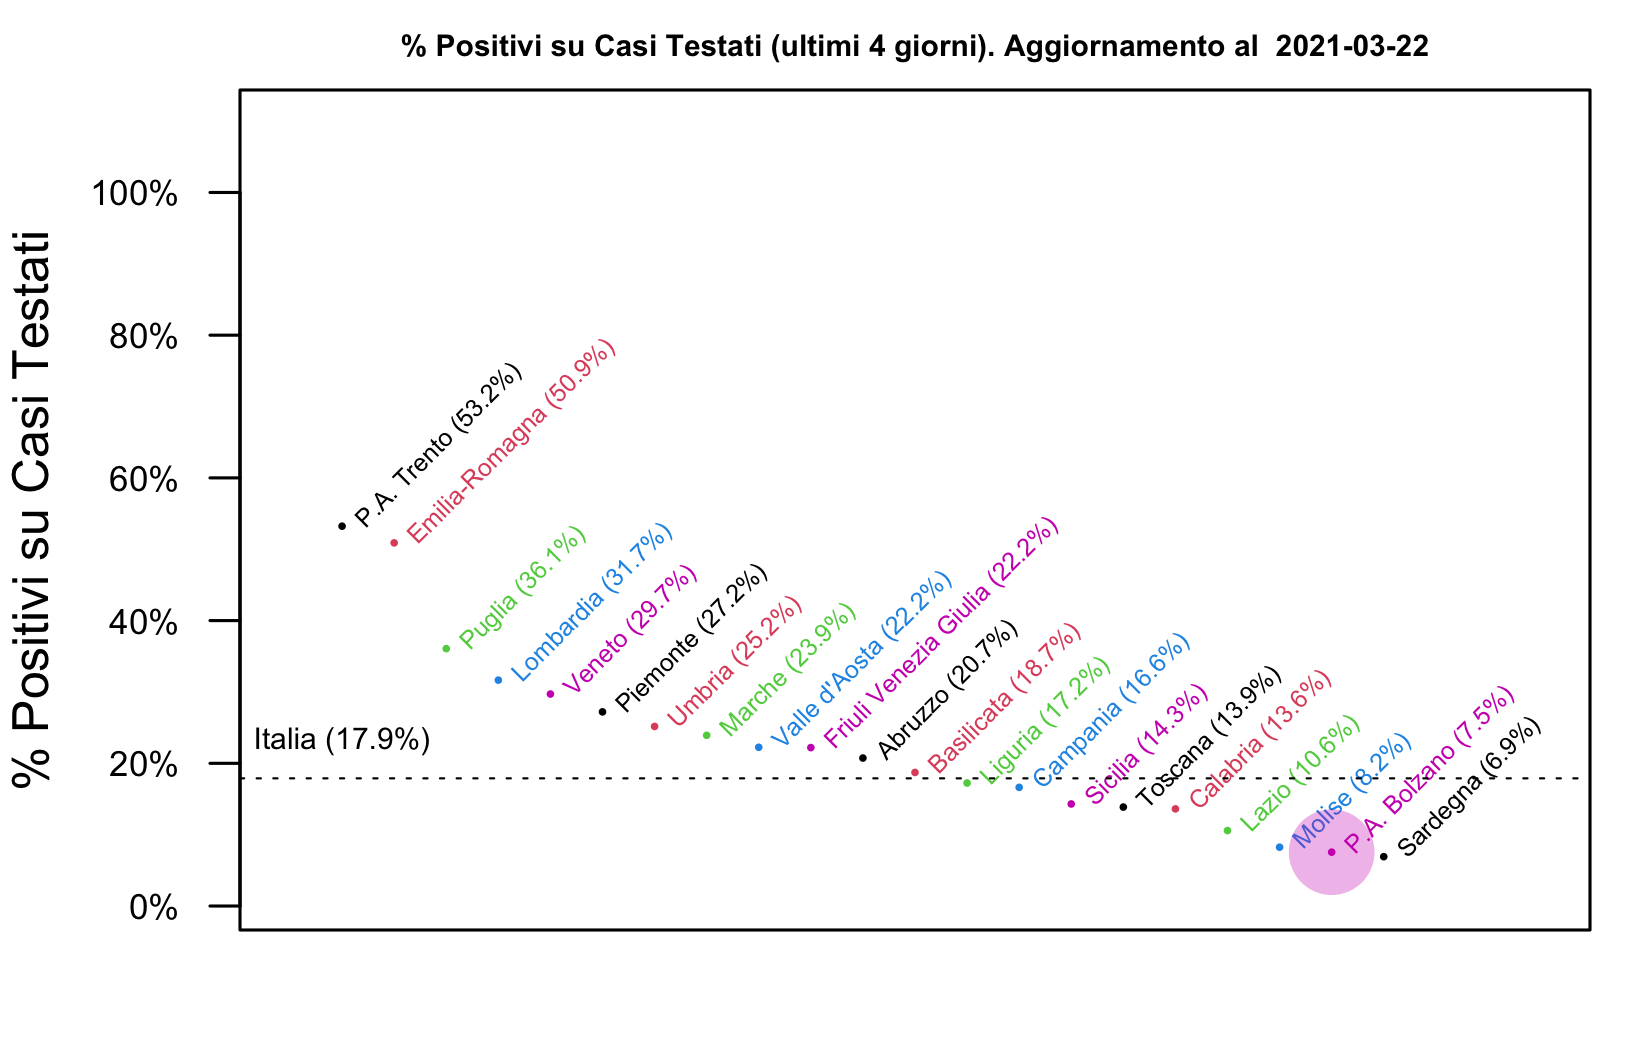 % Positivi su Casi Testati (ultimi 4 giorni). Aggiornamento al  2021-03-22
% Positivi su Casi Testati
100%
80%
60%
40%
20%
0%
Italia (17.9%)
P.A. Trento (53.2%)
Emilia-Romagna (50.9%)
Puglia (36.1%)
Lombardia (31.7%)
Veneto (29.7%)
Piemonte (27.2%)
Umbria (25.2%)
Marche (23.9%)
Valle d'Aosta (22.2%)
Friuli Venezia Giulia (22.2%)
Abruzzo (20.7%)
Basilicata (18.7%)
Liguria (17.2%)
Campania (16.6%)
Sicilia (14.3%)
Toscana (13.9%)
Calabria (13.6%)
Lazio (10.6%)
Molise (8.2%)
P.A. Bolzano (7.5%)
Sardegna (6.9%)